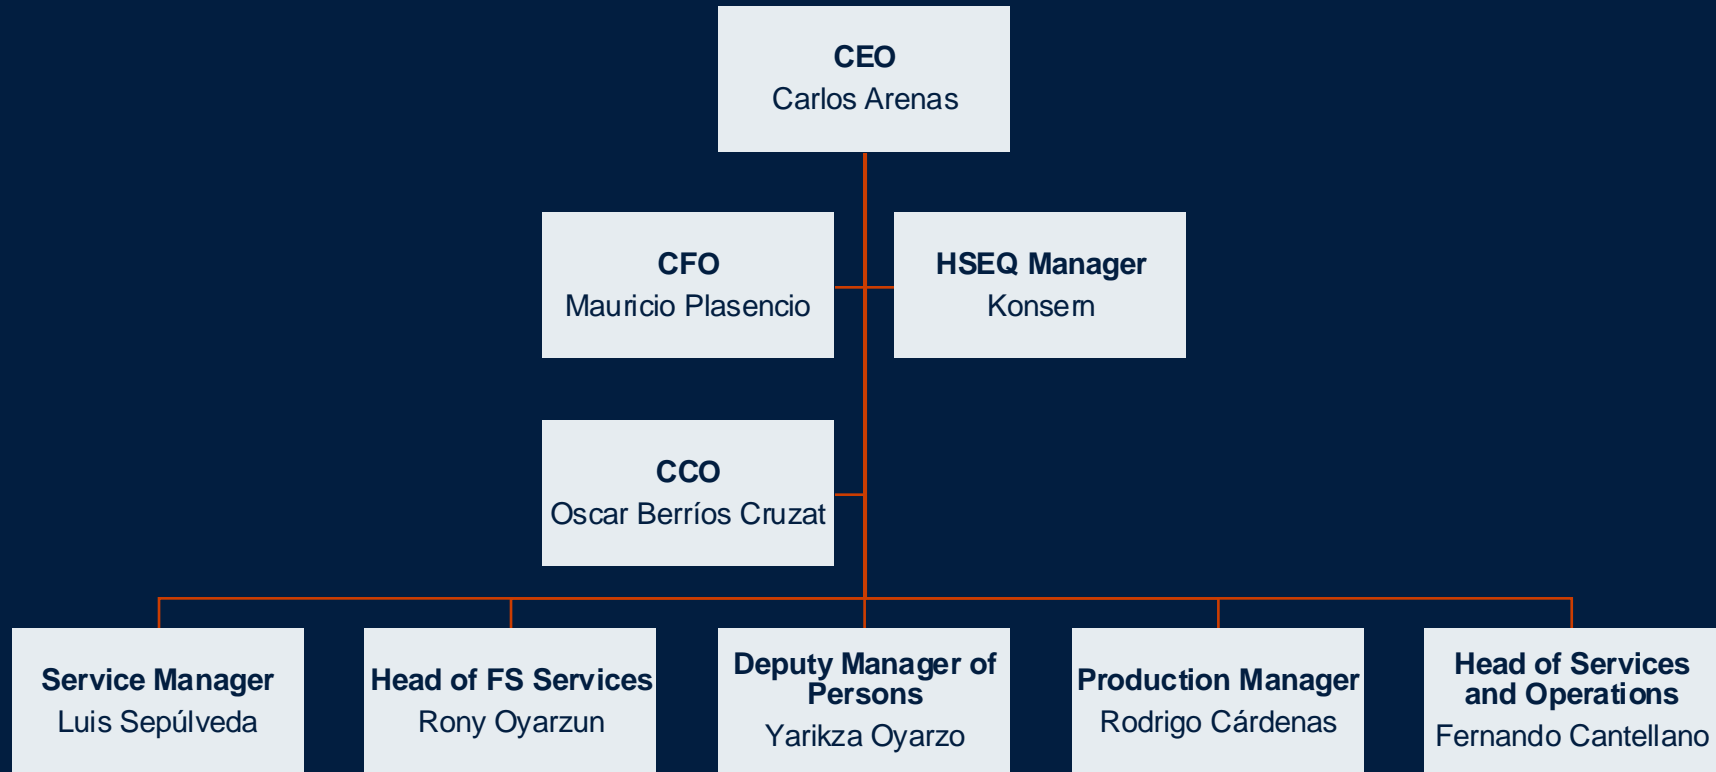 CEO
Carlos Arenas
CFO
Mauricio Plasencio
HSEQ Manager
Konsern
CCO
Oscar Berríos Cruzat
Service Manager
Luis Sepúlveda
Head of FS Services
Rony Oyarzun
Deputy Manager of
Persons
Yarikza Oyarzo
Production Manager
Rodrigo Cárdenas
Head of Services
and Operations
Fernando Cantellano